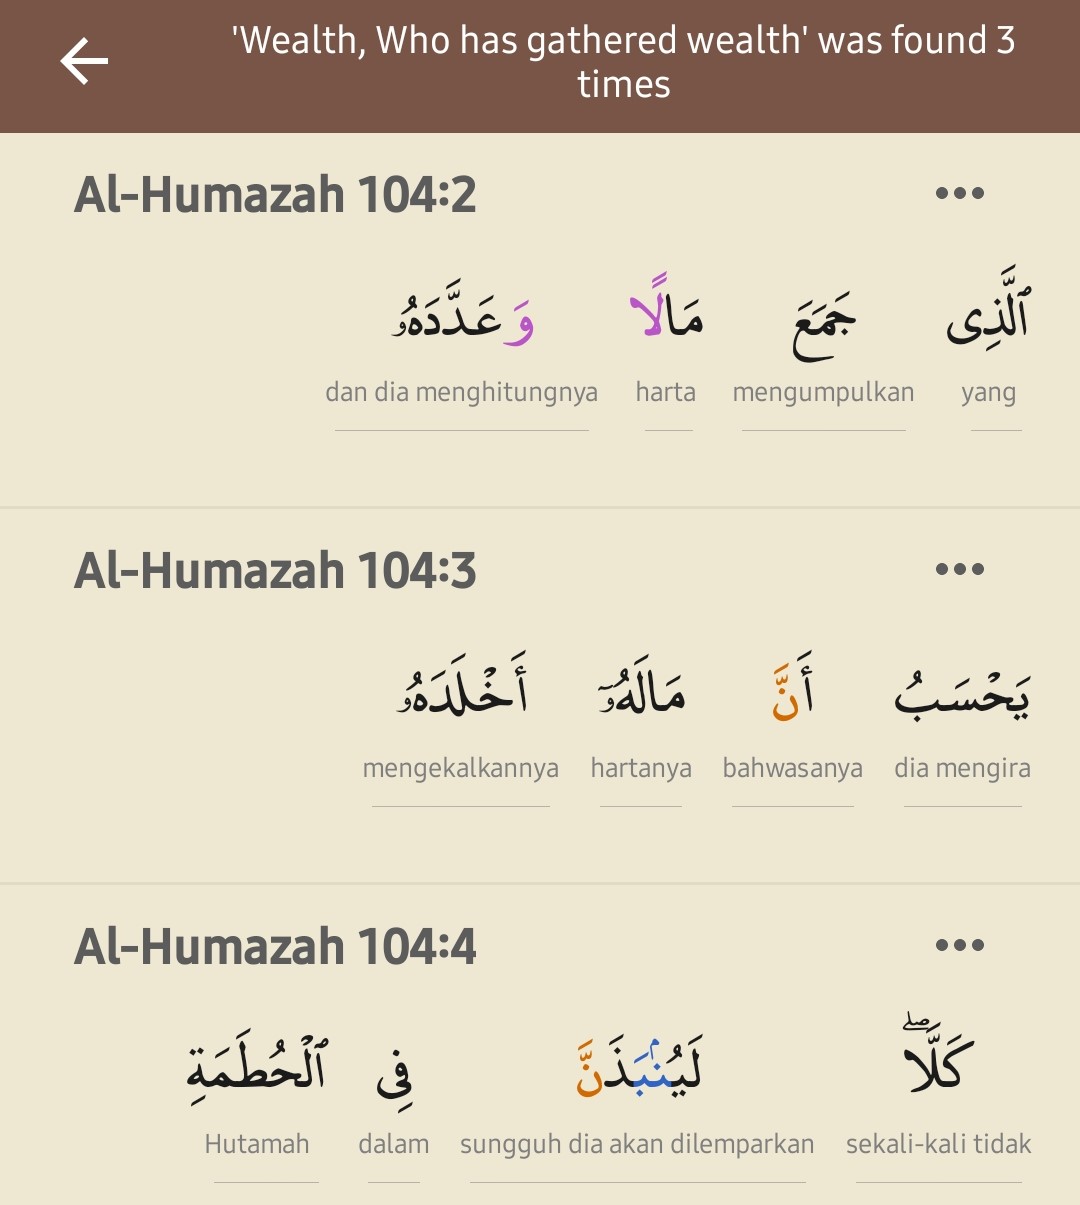 'Wealth, Who has gathered wealth' was found 3
times
Al-Humazah 104:2
ٱلَّذِى جَمَعَ مَالًا وَعَدَّدَهُۥ
yang mengumpulkan harta dan dia menghitungnya
Al-Humazah 104:3
يَحْسَبُ أَنَّ مَالَهُۥٓ أَخْلَدَهُۥ
dia mengira bahwasanya hartanya mengekalkannya
Al-Humazah 104:4
كَلَّاۖ لَيُنۢبَذَنَّ فِى ٱلْحُطَمَةِ
sekali-kali tidak sungguh dia akan dilemparkan dalam Hutamah